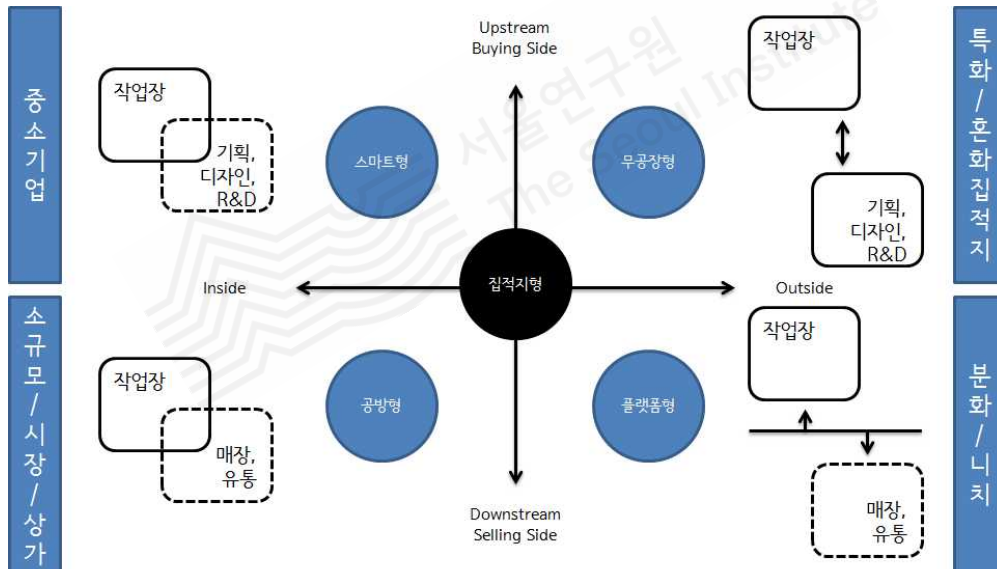 중소기업
작업장
기획,
디자인,
R&D
스마트형
Upstream
Buying Side
무공장형
작업장
기획,
디자인,
R&D
특화/혼화집적지
Inside
집적지형
Outside
소규모/시장/상가
작업장
매장,
유통
공방형
Downstream
Selling Side
플랫폼형
작업장
매장,
유통
분화/니치
서울연구원
The Seoul Institute